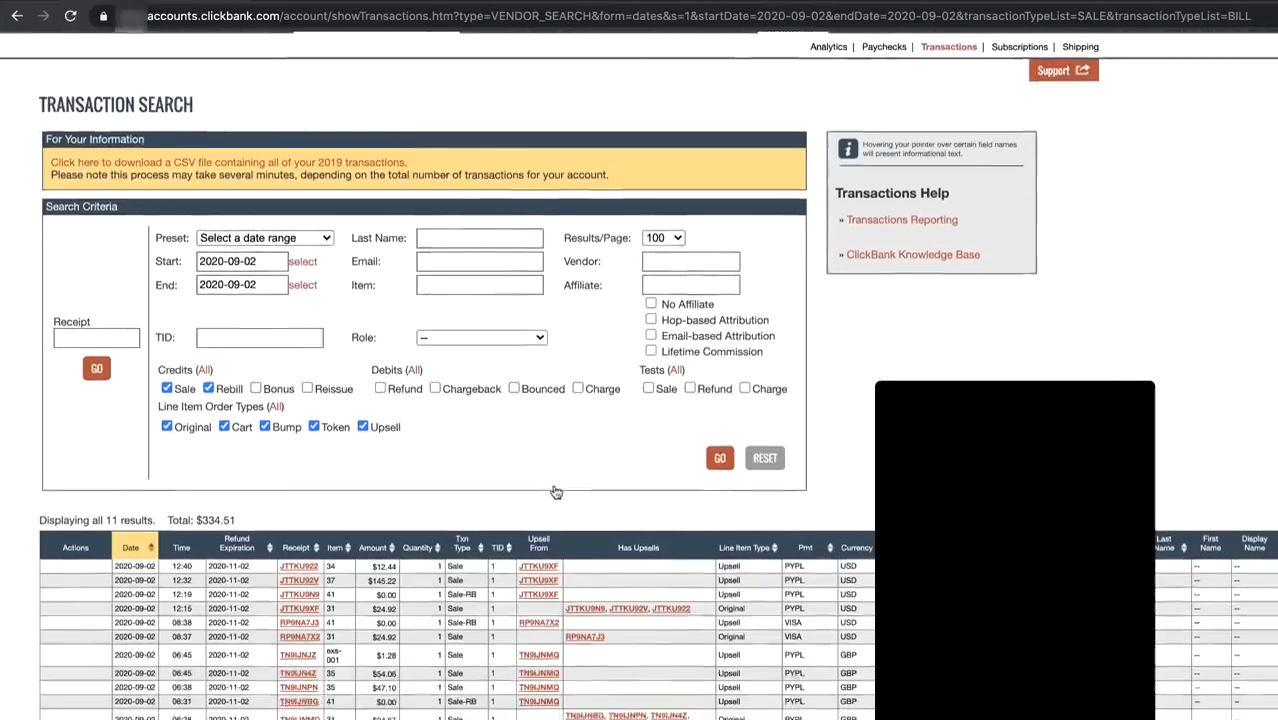 accounts.clickbank.com/account/showTransactions.htm?type=VENDOR_SEARCH&form=dates&s=1&startDate=2020-09-02&endDate=2020-09-02&transactionTypeList=SALE&transactionTypeList=BILL
Analytics | Paychecks | Transactions | Subscriptions | Shipping
Support
TRANSACTION SEARCH
For Your Information
Click here to download a CSV file containing all of your 2019 transactions.
Please note this process may take several minutes, depending on the total number of transactions for your account.
Hovering your pointer over certain field names
will present informational text.
Transactions Help
» Transactions Reporting
» ClickBank Knowledge Base
Search Criteria
Preset: Select a date range Last Name: Results/Page: 100
Start: 2020-09-02 select Email: Vendor:
End: 2020-09-02 select Item: Affiliate:
No Affiliate
Hop-based Attribution
Receipt
TID: Role: -- Email-based Attribution
Lifetime Commission
GO
Credits (All) Debits (All) Tests (All)
Sale Rebill Bonus Reissue Refund Chargeback Bounced Charge Sale Refund Charge
Line Item Order Types (All)
Original Cart Bump Token Upsell
GO RESET
Displaying all 11 results. Total: $334.51
Actions Date Time Refund Expiration Receipt Item Amount Quantity Txn Type TID Upsell From Has Upsells Line Item Type Pmt Currency Last Name First Name Display Name
2020-09-02 12:40 2020-11-02 JTTKU922 34 $12.44 1 Sale 1 JTTKU9XF Upsell PYPL USD -- --
2020-09-02 12:32 2020-11-02 JTTKU92V 37 $145.22 1 Sale 1 JTTKU9XF Upsell PYPL USD -- --
2020-09-02 12:19 2020-11-02 JTTKU9N9 41 $0.00 1 Sale-RB 1 JTTKU9XF Upsell PYPL USD -- --
2020-09-02 12:15 2020-11-02 JTTKU9XF 31 $24.92 1 Sale 1 JTTKU9N9, JTTKU92V, JTTKU922 Original PYPL USD -- --
2020-09-02 08:38 2020-11-02 RP9NA7J3 41 $0.00 1 Sale-RB 1 RP9NA7X2 Upsell VISA USD -- --
2020-09-02 08:37 2020-11-02 RP9NA7X2 31 $24.92 1 Sale 1 RP9NA7J3 Original VISA USD -- --
2020-09-02 06:45 2020-11-02 TN9IJNJZ exs-001 $1.28 1 Sale 1 TN9IJNMQ Upsell PYPL GBP -- --
2020-09-02 06:45 2020-11-02 TN9IJN4Z 35 $54.06 1 Sale 1 TN9IJNMQ Upsell PYPL GBP -- --
2020-09-02 06:38 2020-11-02 TN9IJNPN 35 $47.10 1 Sale 1 TN9IJNMQ Upsell PYPL GBP -- --
2020-09-02 06:38 2020-11-02 41 $0.00 1 Sale-RB 1 TN9IJNMQ Upsell PYPL GBP -- --